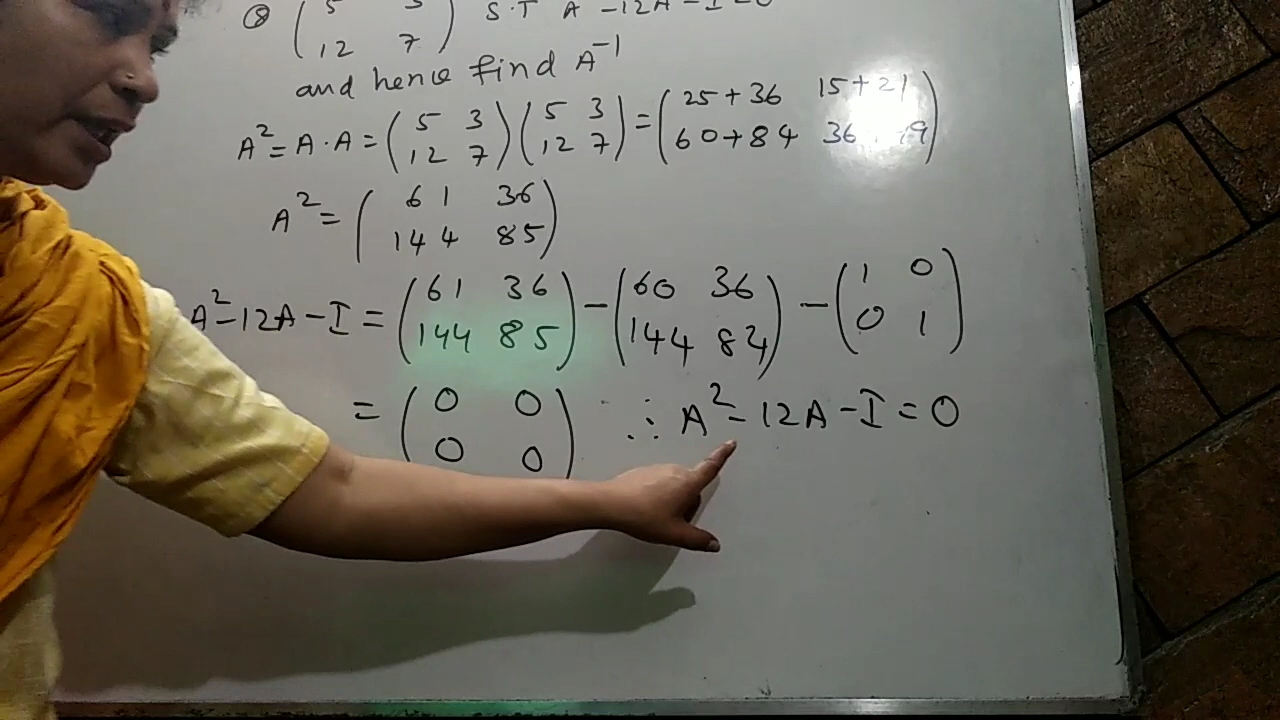 ⑧ ( 5 3 ; 12 7 ) S.T A² - 12A - I = 0
and hence find A⁻¹
A² = A · A = ( 5 3 ; 12 7 ) ( 5 3 ; 12 7 ) = ( 25 + 36 15 + 21 ; 60 + 84 36 49 )
A² = ( 61 36 ; 144 85 )
A² - 12A - I = ( 61 36 ; 144 85 ) - ( 60 36 ; 144 84 ) - ( 1 0 ; 0 1 )
= ( 0 0 ; 0 0 ) ∴ A² - 12A - I = 0